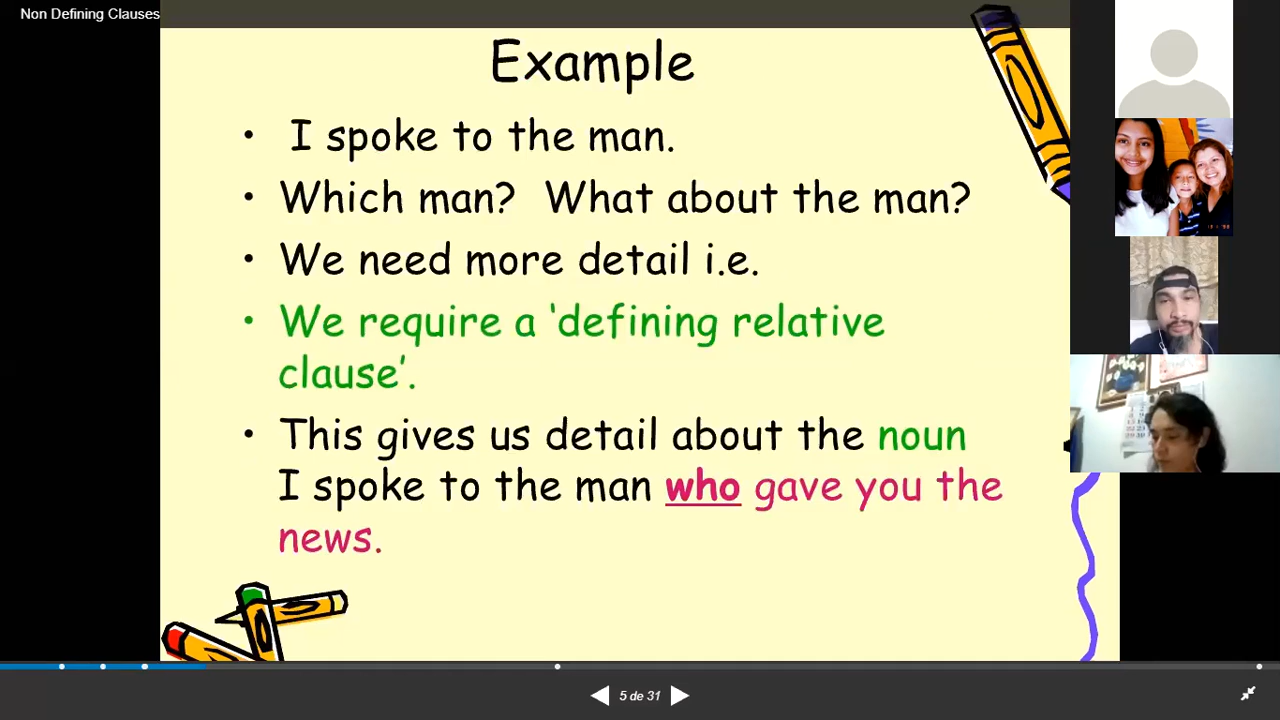 Non Defining Clauses
Example
• I spoke to the man.
• Which man? What about the man?
• We need more detail i.e.
• We require a ‘defining relative
clause’.
• This gives us detail about the noun
I spoke to the man who gave you the
news.
5 de 31